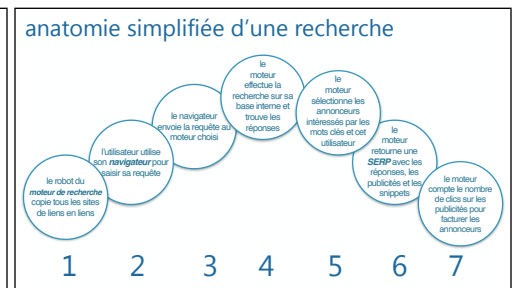 anatomie simplifiée d'une recherche
le robot du
moteur de recherche
copie tous les sites
de liens en liens
l'utilisateur utilise
son navigateur pour
saisir sa requête
le navigateur
envoie la requête au
moteur choisi
le
moteur
effectue la
recherche sur sa
base interne et
trouve les
réponses
le
moteur
sélectionne les
annonceurs
intéressés par les
mots clés et cet
utilisateur
le
moteur
retourne une
SERP avec les
réponses, les
publicités et les
snippets
le moteur
compte le nombre
de clics sur les
publicités pour
facturer les
annonceurs
1 2 3 4 5 6 7